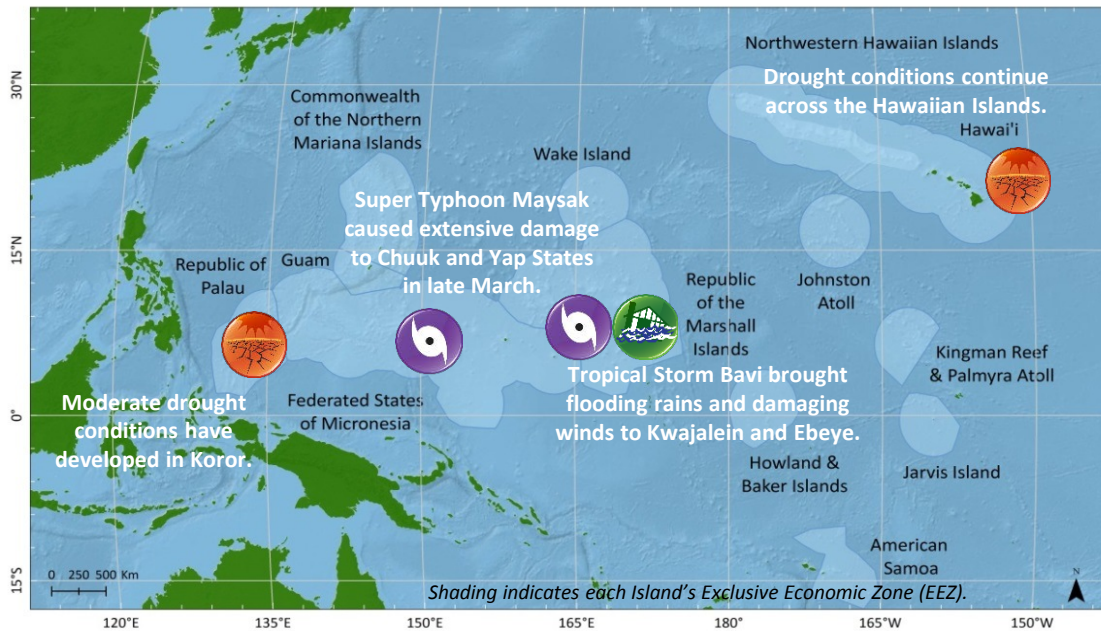 Northwestern Hawaiian Islands
Drought conditions continue
across the Hawaiian Islands.
Hawai'i
30°N
Commonwealth
of the Northern
Mariana Islands
Wake Island
Super Typhoon Maysak
caused extensive damage
to Chuuk and Yap States
in late March.
15°N
Republic of
Palau
Guam
Republic
of the
Marshall
Islands
Johnston
Atoll
Kingman Reef
& Palmyra Atoll
Moderate drought
conditions have
developed in Koror.
Federated States
of Micronesia
Tropical Storm Bavi brought
flooding rains and damaging
winds to Kwajalein and Ebeye.
0°
Howland &
Baker Islands
Jarvis Island
American
Samoa
15°S
0 250 500 Km
Shading indicates each Island's Exclusive Economic Zone (EEZ).
N
120°E
135°E
150°E
165°E
180°
165°W
150°W